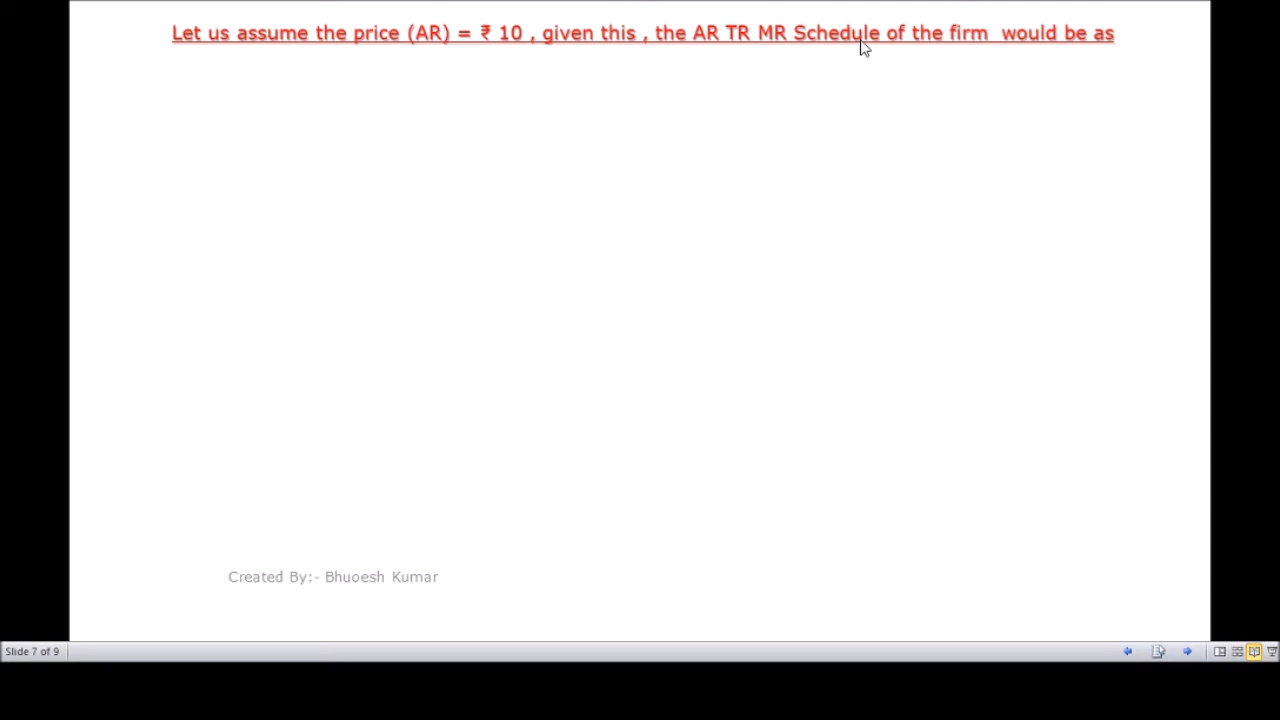 Let us assume the price (AR) = ₹ 10 , given this , the AR TR MR Schedule of the firm  would be as
Created By:- Bhuoesh Kumar
Slide 7 of 9